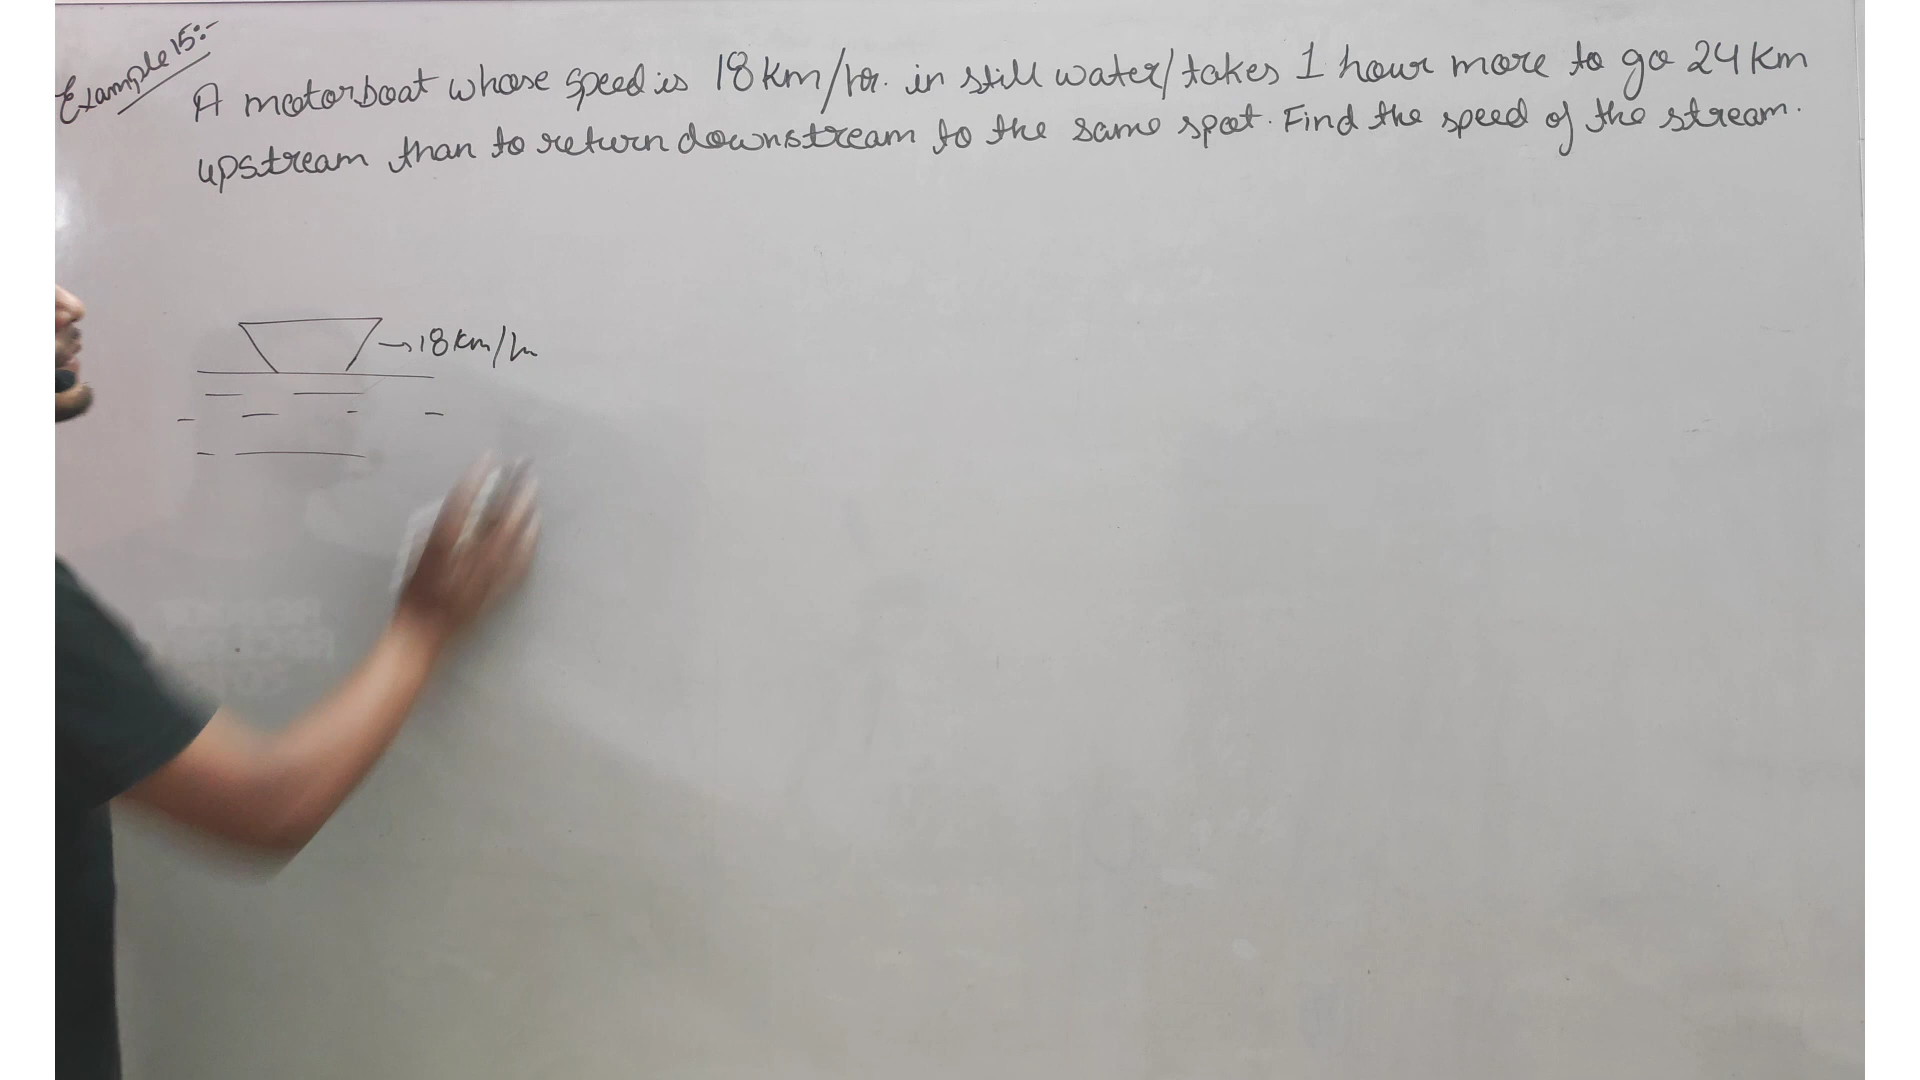 Example 15:-
A motorboat whose speed is 18 km/hr. in still water/takes 1 hour more to go 24 km
upstream than to return downstream to the same spot. Find the speed of the stream.
→18 km/h